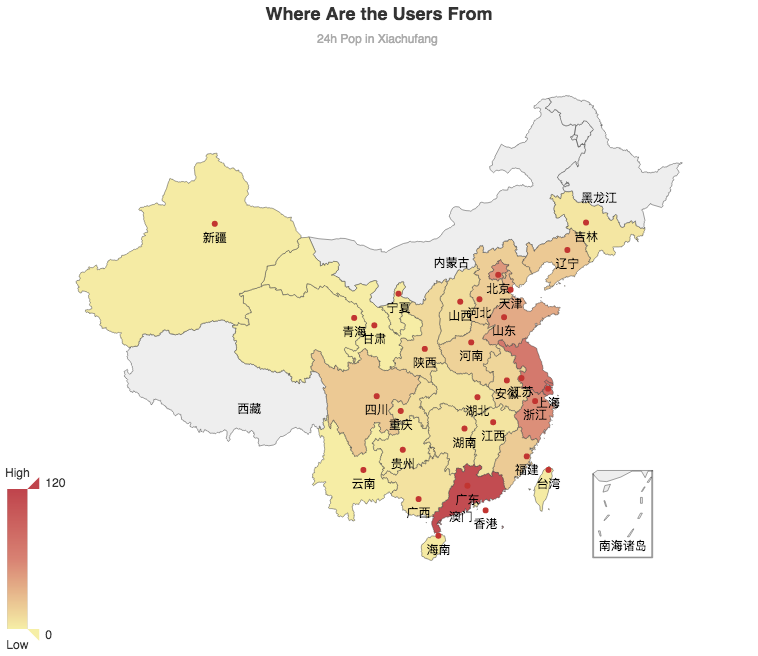 Where Are the Users From
24h Pop in Xiachufang
黑龙江
吉林
新疆
内蒙古
辽宁
北京
天津
宁夏
山西
河北
青海
甘肃
山东
陕西
河南
西藏
四川
重庆
湖北
安徽
江苏
上海
浙江
湖南
江西
贵州
福建
云南
台湾
广西
广东
澳门
香港
海南
南海诸岛
High
120
0
Low